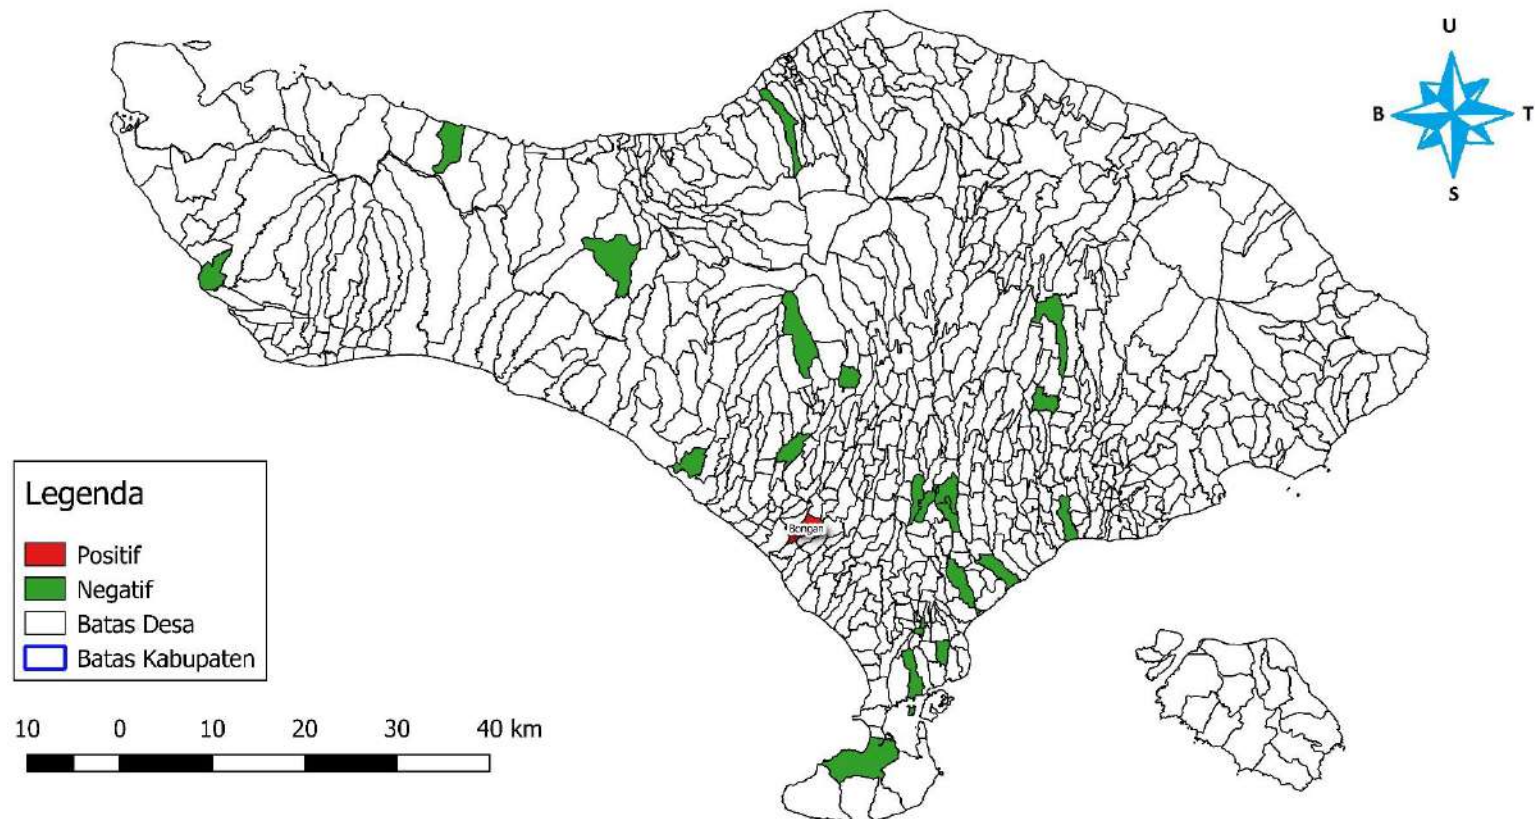 U
B
T
S
Bongan
Legenda
Positif
Negatif
Batas Desa
Batas Kabupaten
10 0 10 20 30 40 km